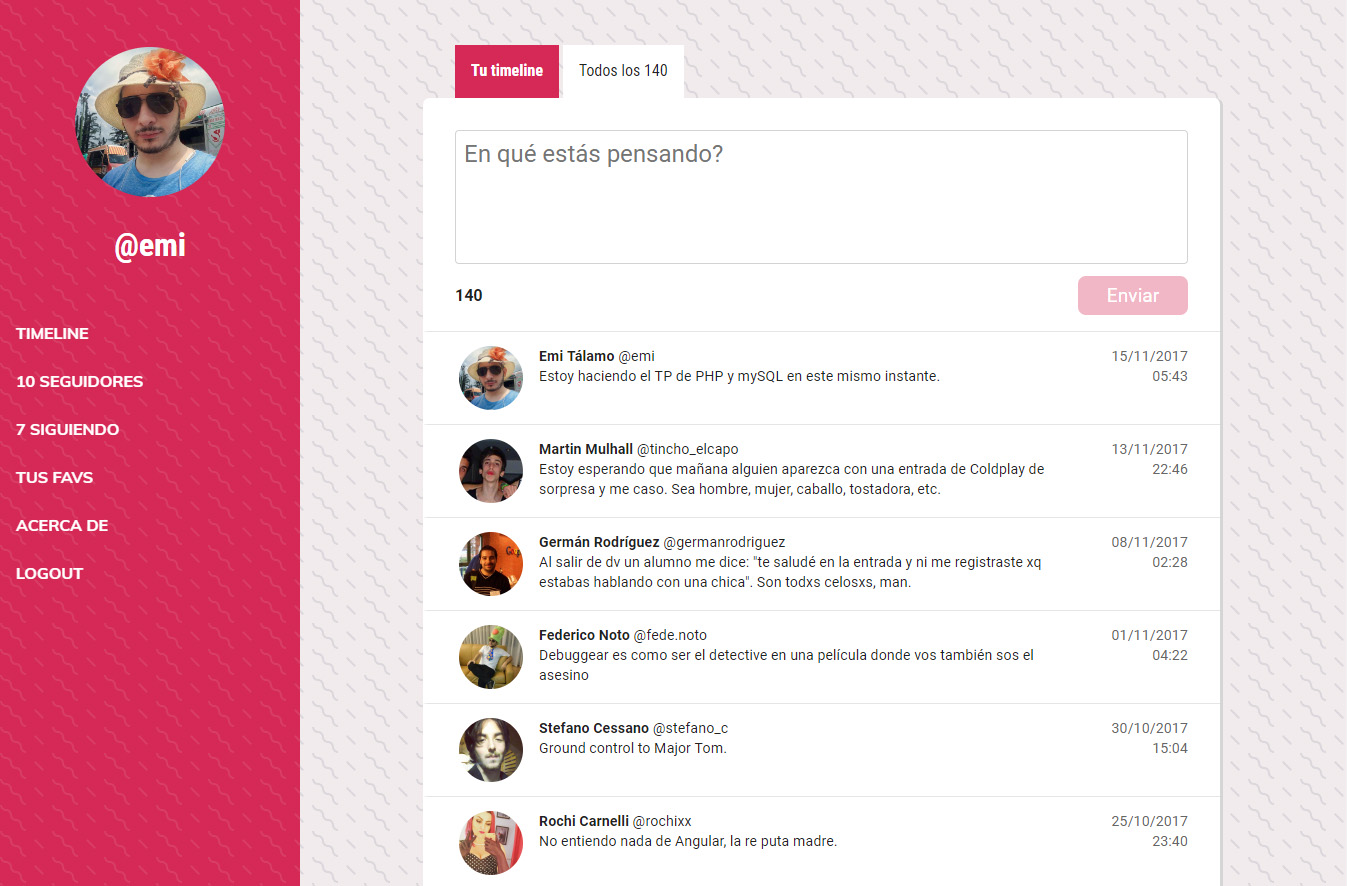 @emi
TIMELINE
10 SEGUIDORES
7 SIGUIENDO
TUS FAVS
ACERCA DE
LOGOUT
Tu timeline
Todos los 140
En qué estás pensando?
140
Enviar
Emi Tálamo @emi
15/11/2017
Estoy haciendo el TP de PHP y mySQL en este mismo instante.
05:43
Martin Mulhall @tincho_elcapo
13/11/2017
Estoy esperando que mañana alguien aparezca con una entrada de Coldplay de
22:46
sorpresa y me caso. Sea hombre, mujer, caballo, tostadora, etc.
Germán Rodríguez @germanrodriguez
08/11/2017
Al salir de dv un alumno me dice: "te saludé en la entrada y ni me registraste xq
02:28
estabas hablando con una chica". Son todxs celosxs, man.
Federico Noto @fede.noto
01/11/2017
Debuggear es como ser el detective en una película donde vos también sos el
04:22
asesino
Stefano Cessano @stefano_c
30/10/2017
Ground control to Major Tom.
15:04
Rochi Carnelli @rochixx
25/10/2017
No entiendo nada de Angular, la re puta madre.
23:40